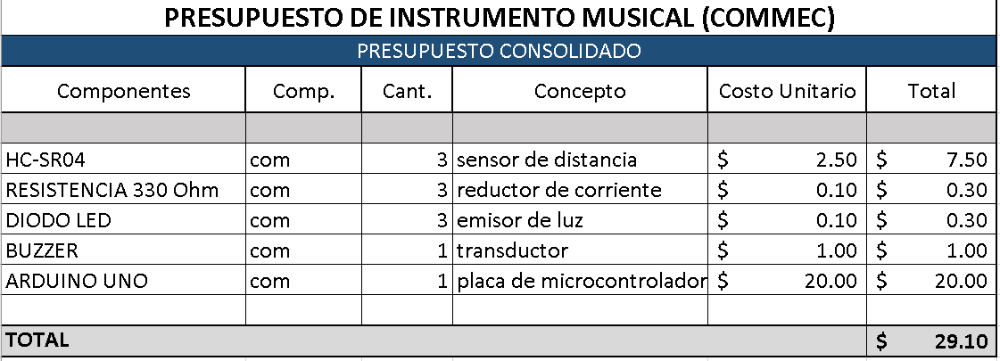 PRESUPUESTO DE INSTRUMENTO MUSICAL (COMMEC)
PRESUPUESTO CONSOLIDADO
Componentes Comp. Cant. Concepto Costo Unitario Total
HC-SR04 com 3 sensor de distancia $ 2.50 $ 7.50
RESISTENCIA 330 Ohm com 3 reductor de corriente $ 0.10 $ 0.30
DIODO LED com 3 emisor de luz $ 0.10 $ 0.30
BUZZER com 1 transductor $ 1.00 $ 1.00
ARDUINO UNO com 1 placa de microcontrolador $ 20.00 $ 20.00
TOTAL $ 29.10